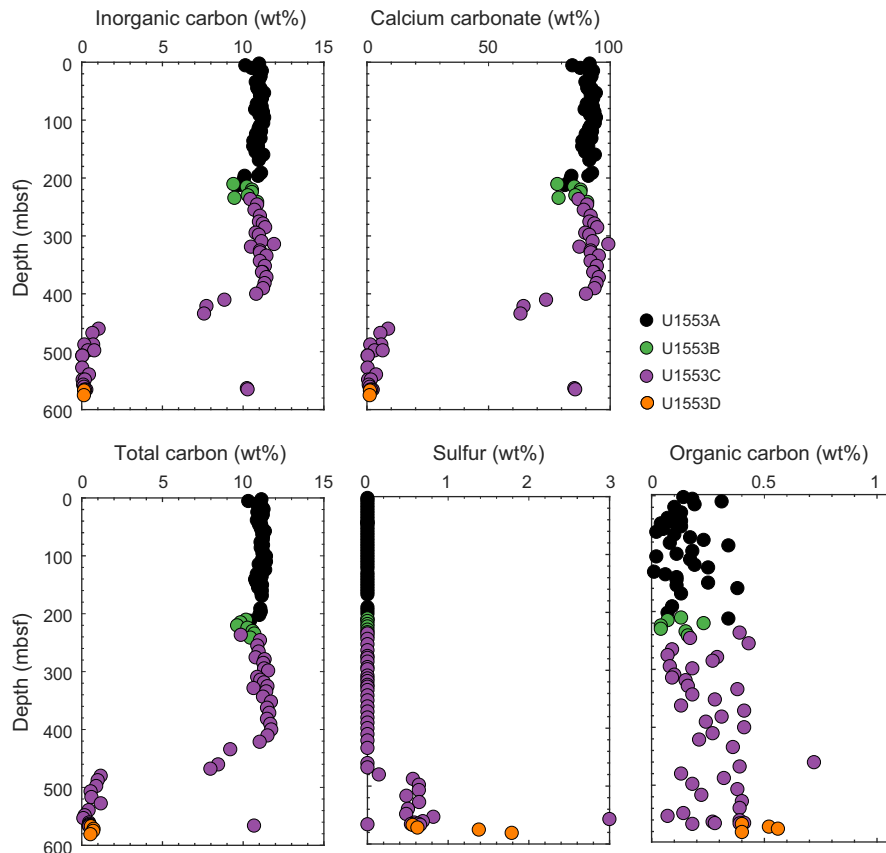 Inorganic carbon (wt%)
0 5 10 15
Calcium carbonate (wt%)
0 50 100
Depth (mbsf)
0
100
200
300
400
500
600
U1553A
U1553B
U1553C
U1553D
Total carbon (wt%)
0 5 10 15
Sulfur (wt%)
0 1 2 3
Organic carbon (wt%)
0 0.5 1
Depth (mbsf)
0
100
200
300
400
500
600